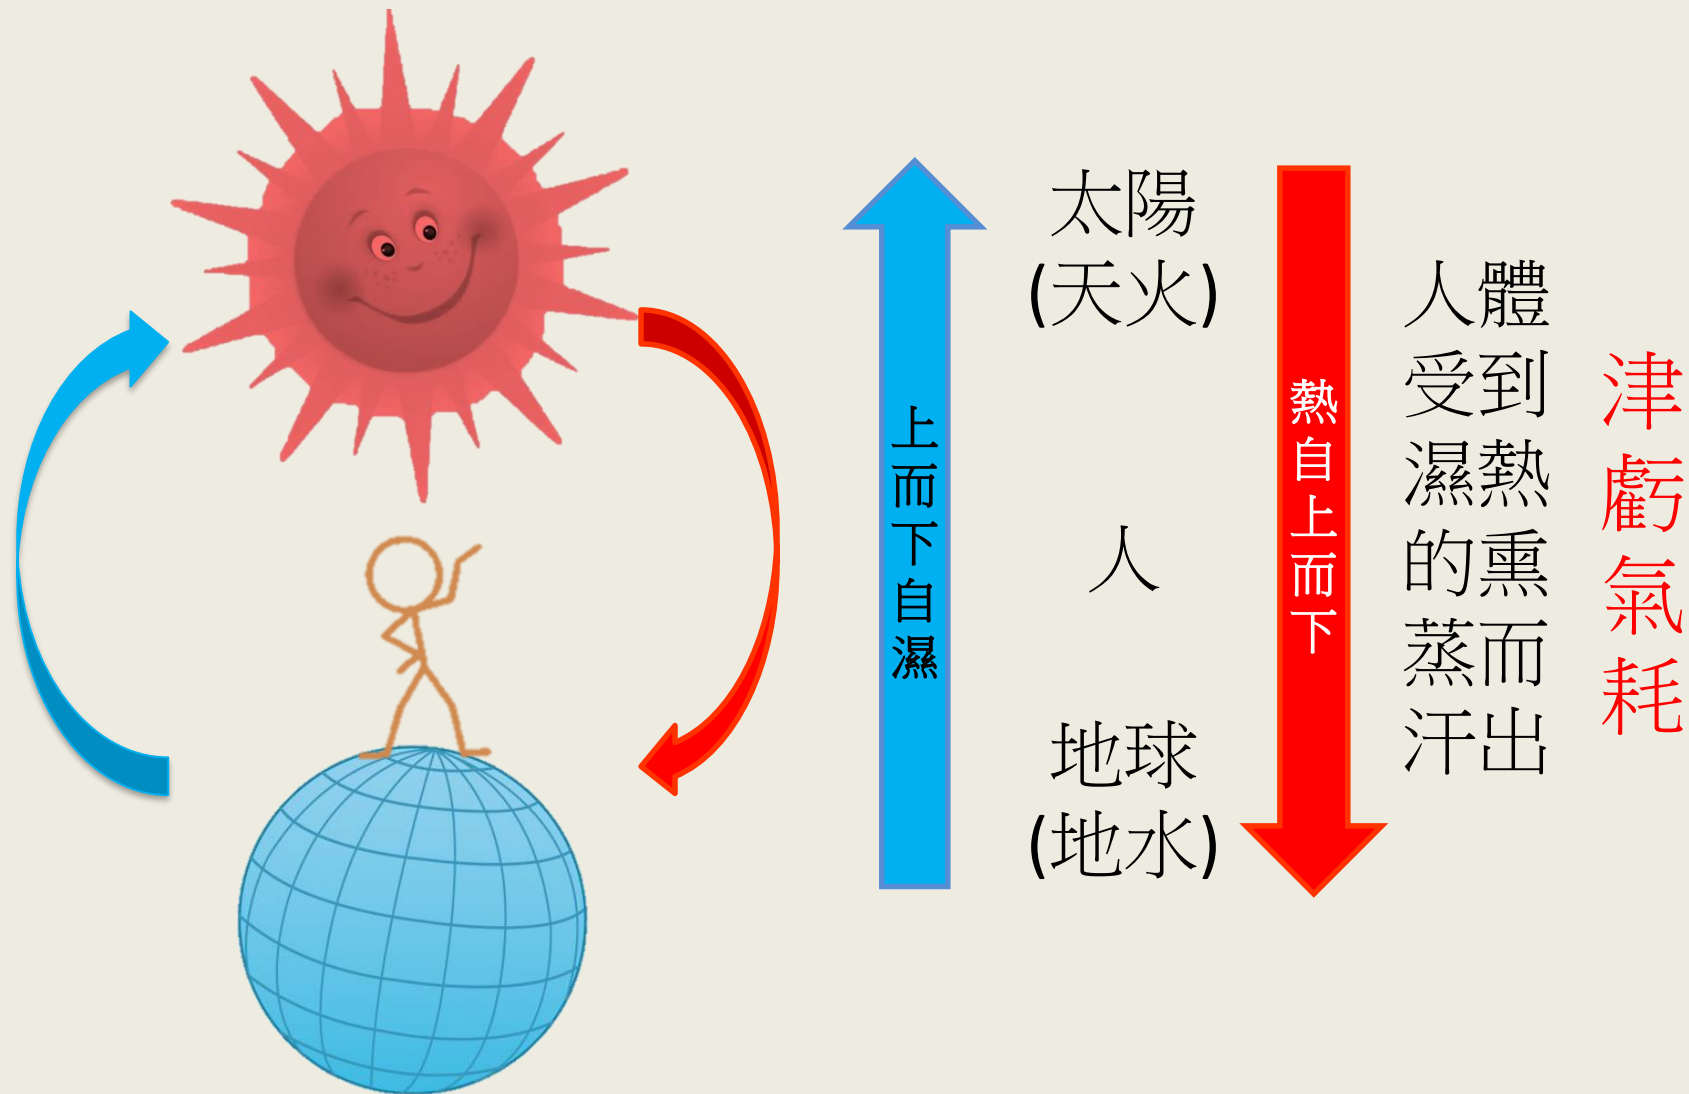 上而下自濕
太陽
(天火)
人
地球
(地水)
熱自上而下
人體
受到
濕熱
的熏
蒸而
汗出
津虧氣耗